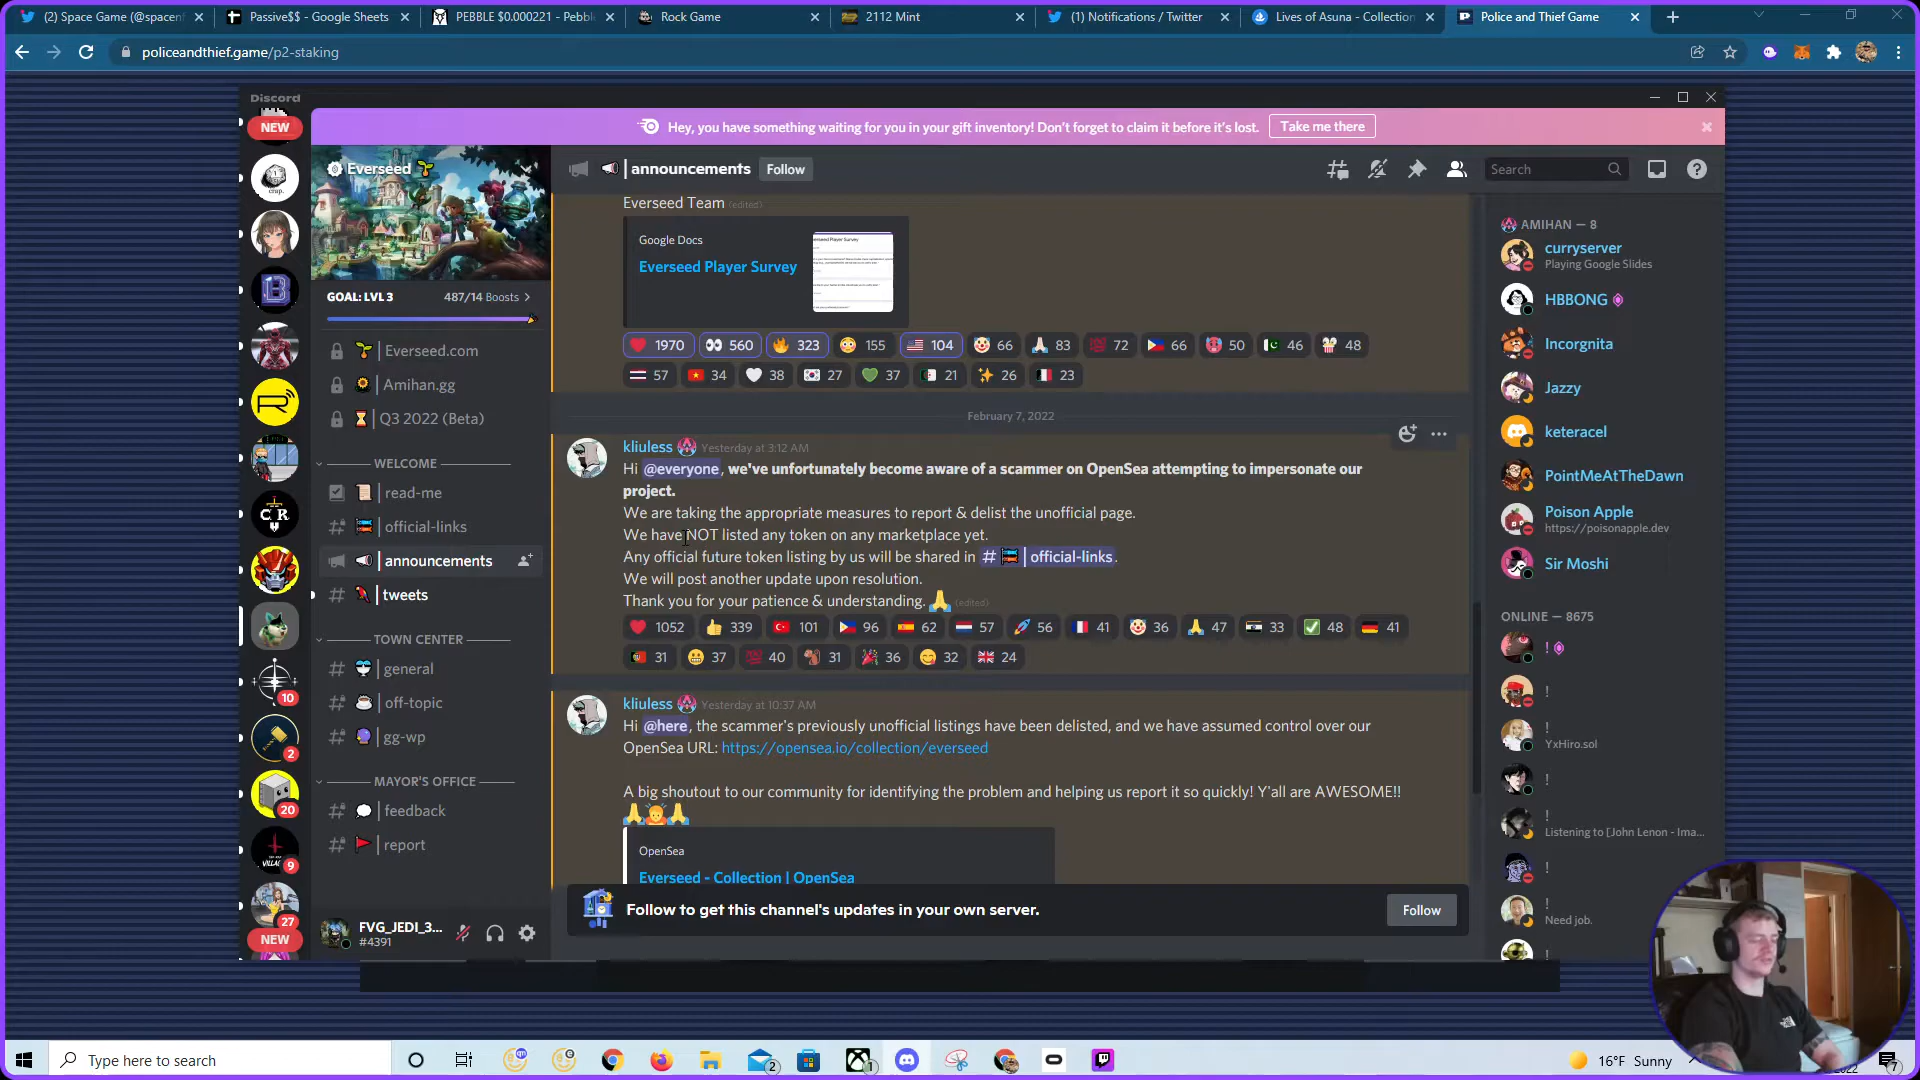 (2) Space Game (@spacenf
Passive$$ - Google Sheets
PEBBLE $0.000221 - Pebbl
Rock Game
2112 Mint
(1) Notifications / Twitter
Lives of Asuna - Collection
Police and Thief Game
policeandthief.game/p2-staking
Discord
NEW
Hey, you have something waiting for you in your gift inventory! Don't forget to claim it before it's lost.
Take me there
Everseed
announcements
Follow
Search
GOAL: LVL 3
487/14 Boosts
Everseed.com
Amihan.gg
Q3 2022 (Beta)
WELCOME
read-me
official-links
announcements
tweets
TOWN CENTER
general
off-topic
gg-wp
MAYOR'S OFFICE
feedback
report
10
2
20
9
27
NEW
FVG_JEDI_3...
#4391
Everseed Team (edited)
Google Docs
Everseed Player Survey
1970 560 323 155 104 66 83 72 66 50 46 48
57 34 38 27 37 21 26 23
February 7, 2022
kliuless Yesterday at 3:12 AM
Hi @everyone, we've unfortunately become aware of a scammer on OpenSea attempting to impersonate our
project.
We are taking the appropriate measures to report & delist the unofficial page.
We have NOT listed any token on any marketplace yet.
Any official future token listing by us will be shared in # official-links.
We will post another update upon resolution.
Thank you for your patience & understanding. (edited)
1052 339 101 96 62 57 56 41 36 47 33 48 41
31 37 40 31 36 32 24
kliuless Yesterday at 10:37 AM
Hi @here, the scammer's previously unofficial listings have been delisted, and we have assumed control over our
OpenSea URL: https://opensea.io/collection/everseed
A big shoutout to our community for identifying the problem and helping us report it so quickly! Y'all are AWESOME!!
OpenSea
Everseed - Collection | OpenSea
Follow to get this channel's updates in your own server.
Follow
AMIHAN — 8
curryserver
Playing Google Slides
HBBONG
Incorgnita
Jazzy
keteracel
PointMeAtTheDawn
Poison Apple
https://poisonapple.dev
Sir Moshi
ONLINE — 8675
!
!
!
YxHiro.sol
!
!
Listening to [John Lenon - Ima...
!
!
Need job.
!
Type here to search
2
1
16°F Sunny
7